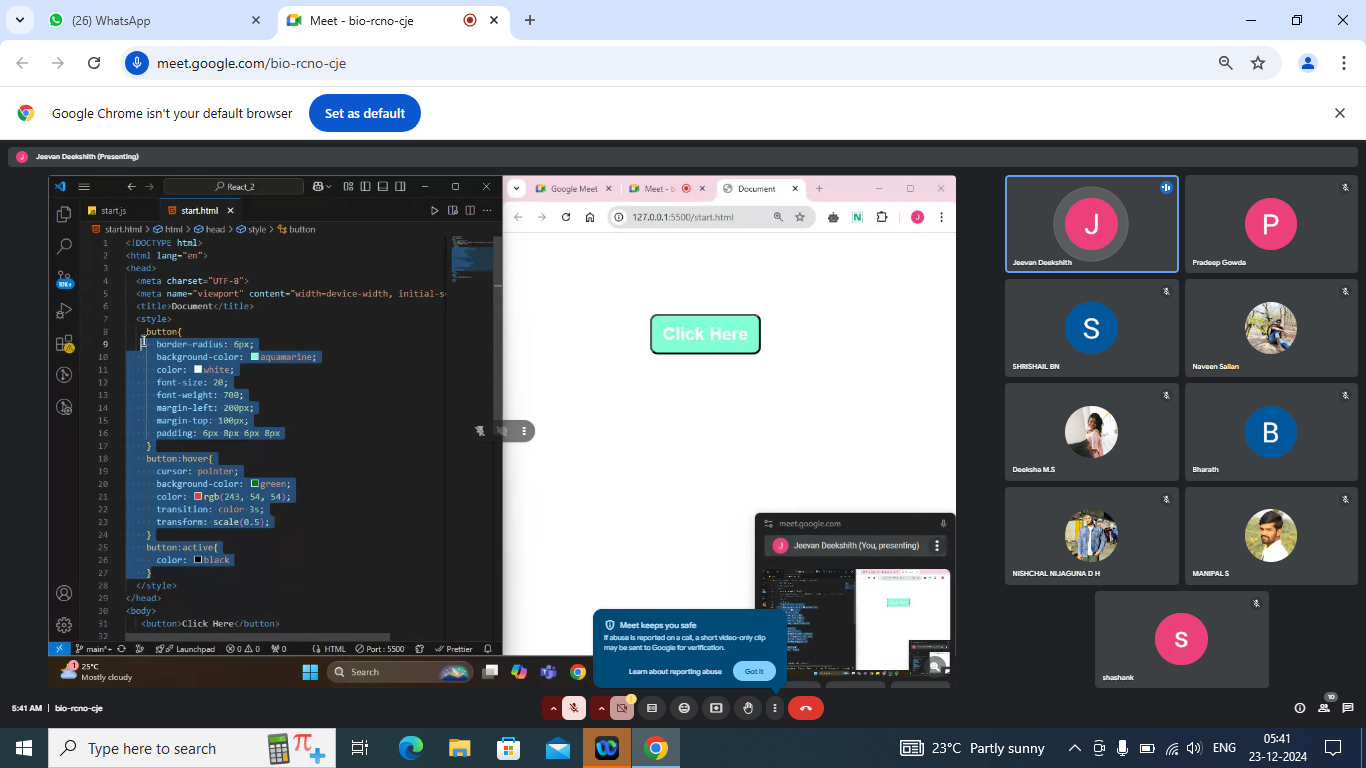 (26) WhatsApp
Meet - bio-rcno-cje
meet.google.com/bio-rcno-cje
Google Chrome isn't your default browser
Set as default
J
Jeevan Deekshith (Presenting)
React_2
start.js
start.html
start.html > html > head > style > button
1 <!DOCTYPE html>
2 <html lang="en">
3 <head>
4 <meta charset="UTF-8">
5 <meta name="viewport" content="width=device-width, initial-s
6 <title>Document</title>
7 <style>
8 button{
9 border-radius: 6px;
10 background-color: aquamarine;
11 color: white;
12 font-size: 20;
13 font-weight: 700;
14 margin-left: 200px;
15 margin-top: 100px;
16 padding: 6px 8px 6px 8px
17 }
18 button:hover{
19 cursor: pointer;
20 background-color: green;
21 color: rgb(243, 54, 54);
22 transition: color 3s;
23 transform: scale(0.5);
24 }
25 button:active{
26 color: black
27 }
28 </style>
29 </head>
30 <body>
31 <button>Click Here</button>
32
10K+
main*+
Launchpad
0
0
0
HTML
Port : 5500
Prettier
1
25°C
Mostly cloudy
Search
Google Meet
Meet - b
Document
127.0.0.1:5500/start.html
N
J
Click Here
meet.google.com
J
Jeevan Deekshith (You, presenting)
Meet keeps you safe
If abuse is reported on a call, a short video-only clip
may be sent to Google for verification.
Learn about reporting abuse
Got it
J
Jeevan Deekshith
P
Pradeep Gowda
S
SHRISHAIL BN
Naveen Salian
Deeksha M.S
B
Bharath
NISHCHAL NIJAGUNA D H
MANIPAL S
s
shashank
5:41 AM | bio-rcno-cje
10
Type here to search
23°C Partly sunny
ENG
05:41
23-12-2024